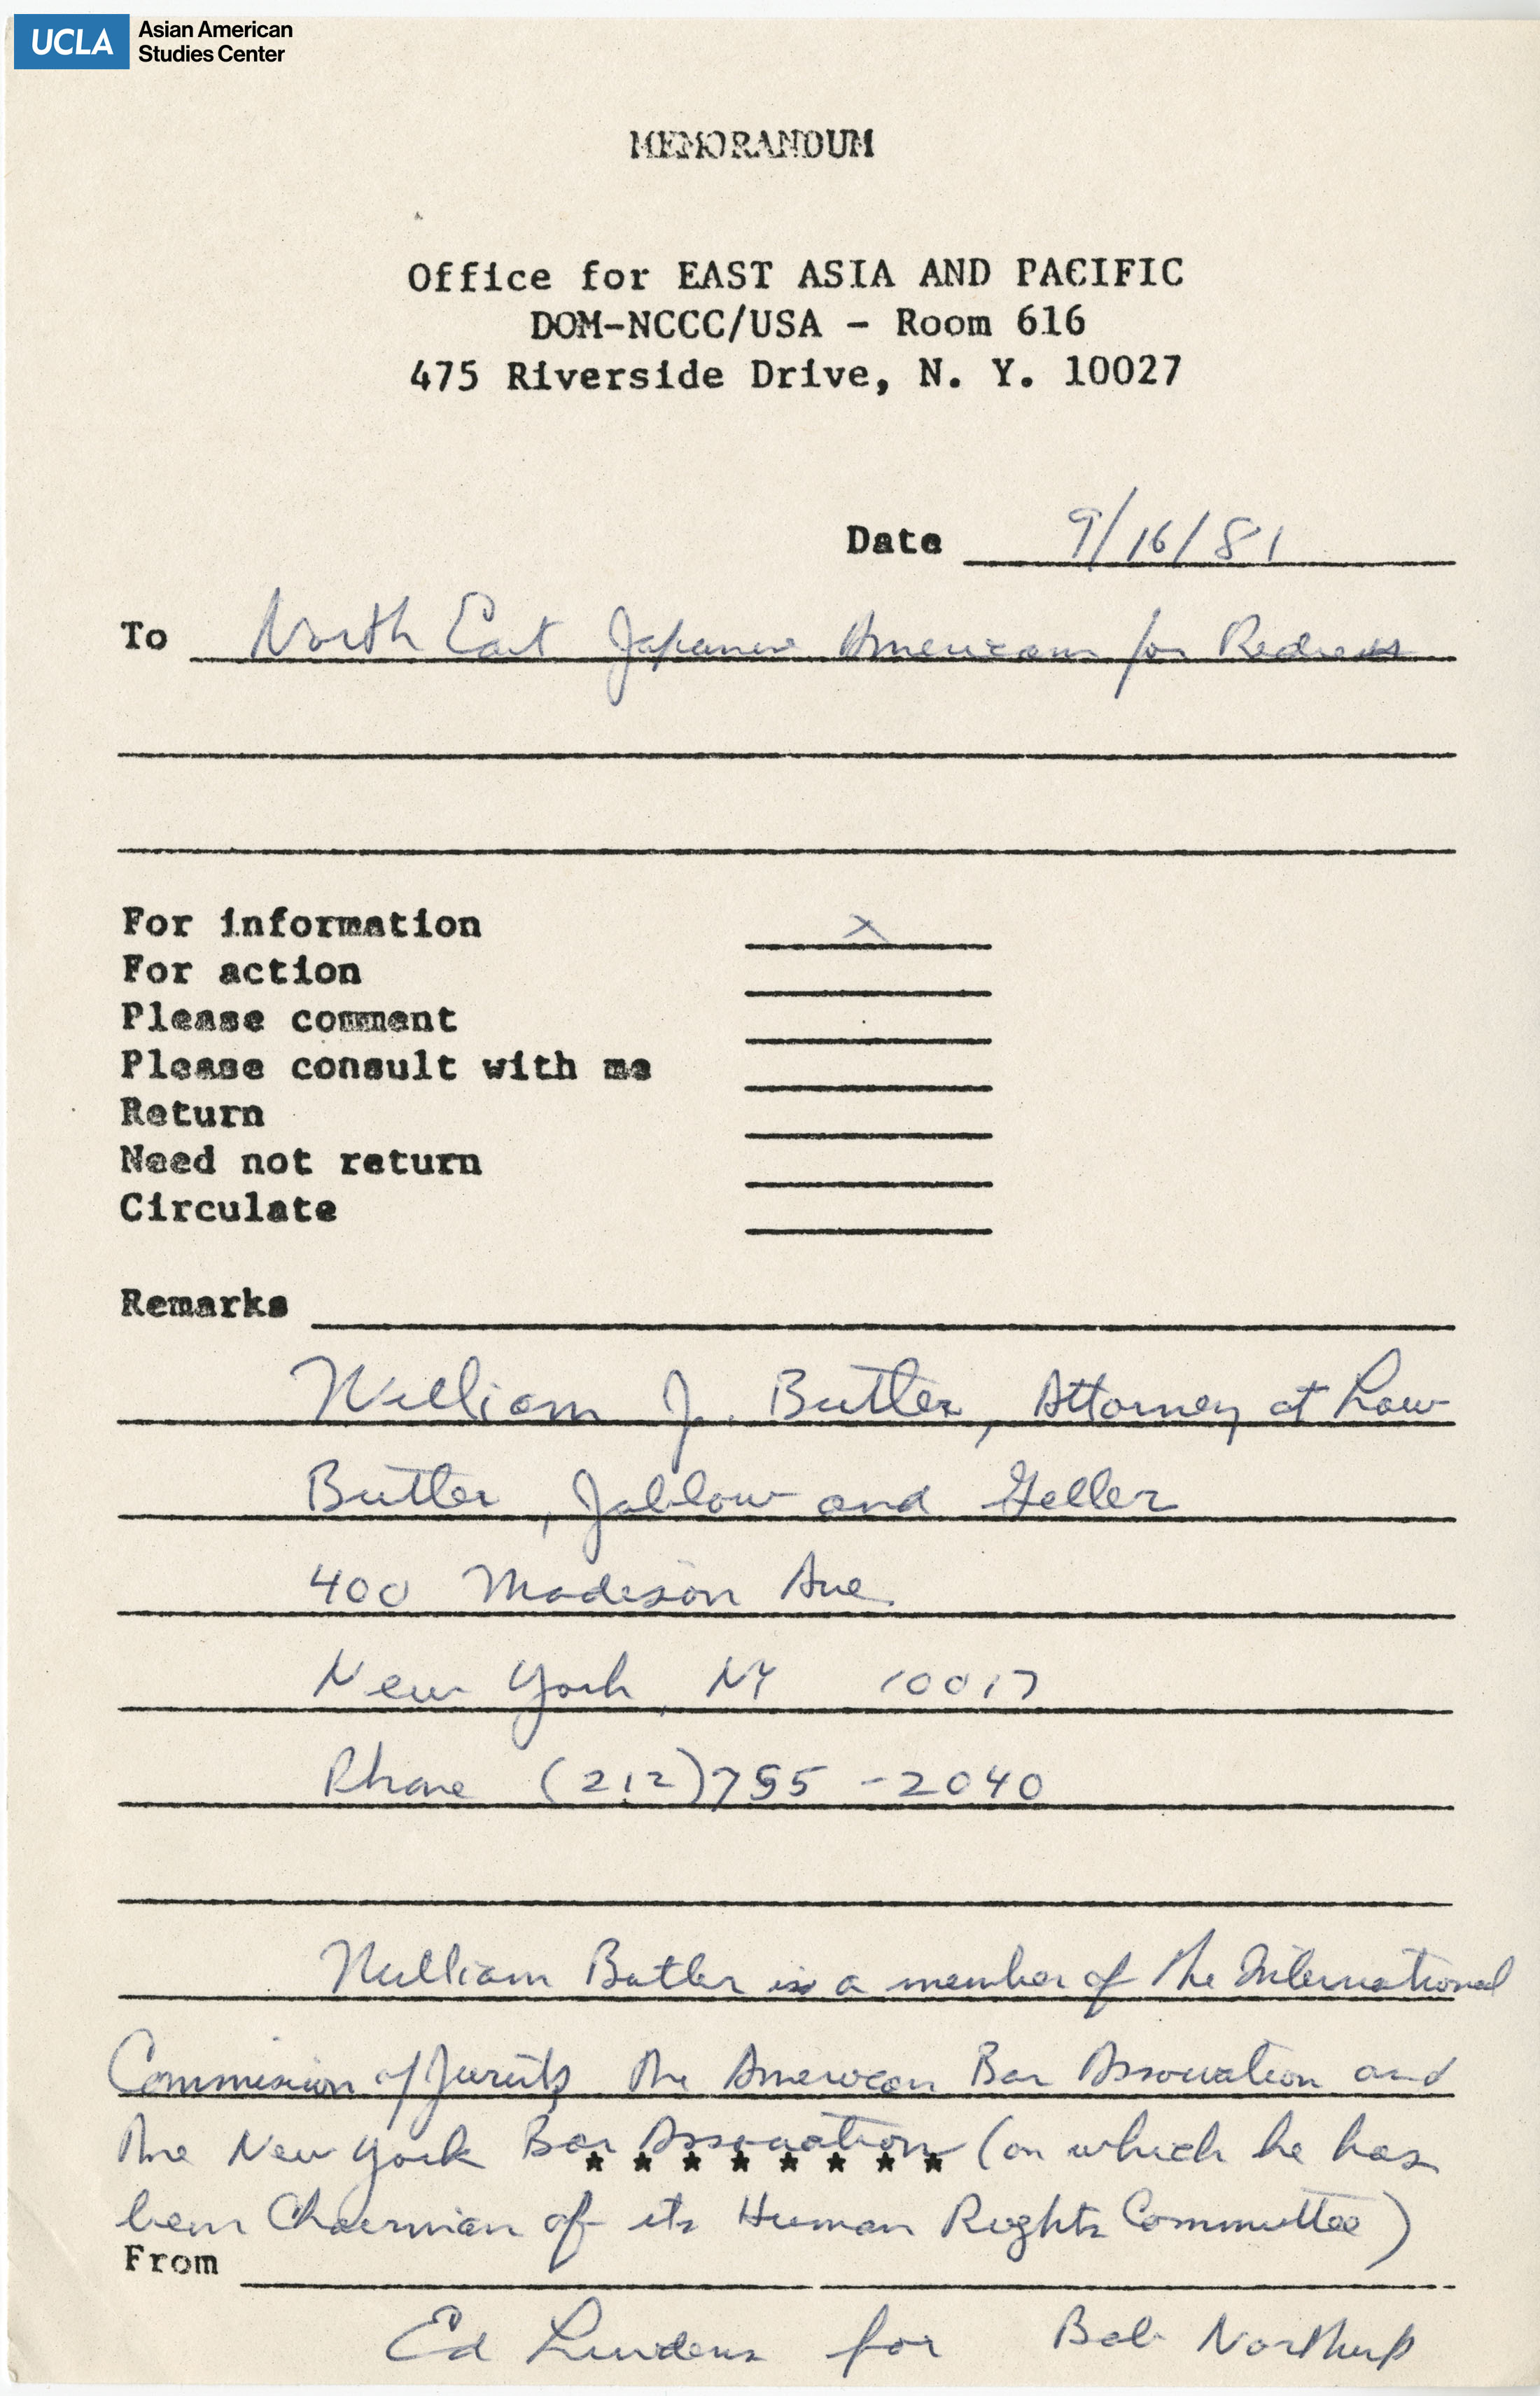 UCLA Asian American
Studies Center
MEMORANDUM
Office for EAST ASIA AND PACIFIC
DOM-NCCC/USA - Room 616
475 Riverside Drive, N. Y. 10027
Date 9/16/81
To North East Japanese Americans for Redress
For information X
For action
Please comment
Please consult with me
Return
Need not return
Circulate
Remarks
William J. Butler, Attorney at Law
Butler, Jablow and Geller
400 Madison Ave.
New York, NY 10017
Phone (212)755-2040
William Butler is a member of the International
Commission of Jurists, the American Bar Association and
the New York Bar Association (on which he has
* * * * * * * *
been Chairman of its Human Rights Committee)
From
Ed Luidens for Bob Northup